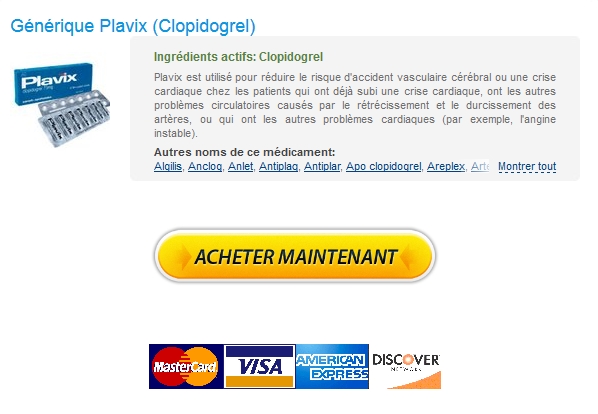 Générique Plavix (Clopidogrel)
Plavix
Ingrédients actifs: Clopidogrel
Plavix est utilisé pour réduire le risque d'accident vasculaire cérébral ou une crise
cardiaque chez les patients qui ont déjà subi une crise cardiaque, ont les autres
problèmes circulatoires causés par le rétrécissement et le durcissement des
artères, ou qui ont les autres problèmes cardiaques (par exemple, l'angine
instable).
Autres noms de ce médicament:
Algilis, Anclog, Anlet, Antiplaq, Antiplar, Apo clopidogrel, Areplex, Montrer tout
ACHETER MAINTENANT
MasterCard VISA AMERICAN EXPRESS DISCOVER
NETWORK